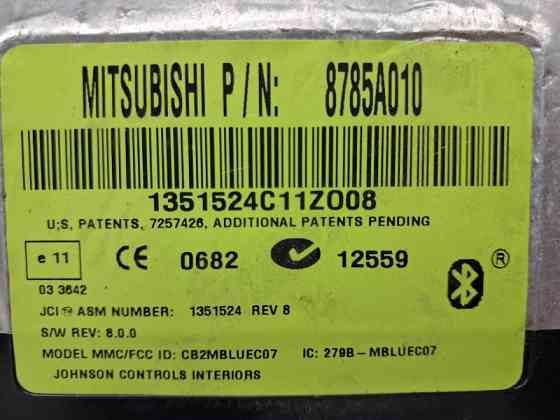 MITSUBISHI P/N: 8785A010
1351524C11ZO08
U;S, PATENTS, 7257426, ADDITIONAL PATENTS PENDING
e 11 CE 0682 12559 ®
03 3642
JCI ASM NUMBER: 1351524 REV 8
S/W REV: 8.0.0
MODEL MMC/FCC ID: CB2MBLUEC07 IC: 279B-MBLUEC07
JOHNSON CONTROLS INTERIORS